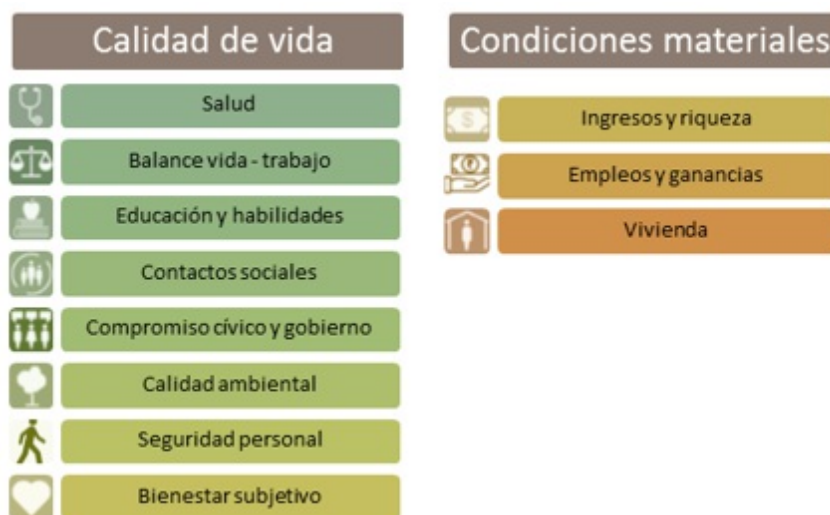 Calidad de vida
Salud
Balance vida - trabajo
Educación y habilidades
Contactos sociales
Compromiso cívico y gobierno
Calidad ambiental
Seguridad personal
Bienestar subjetivo
Condiciones materiales
$
Ingresos y riqueza
Empleos y ganancias
Vivienda